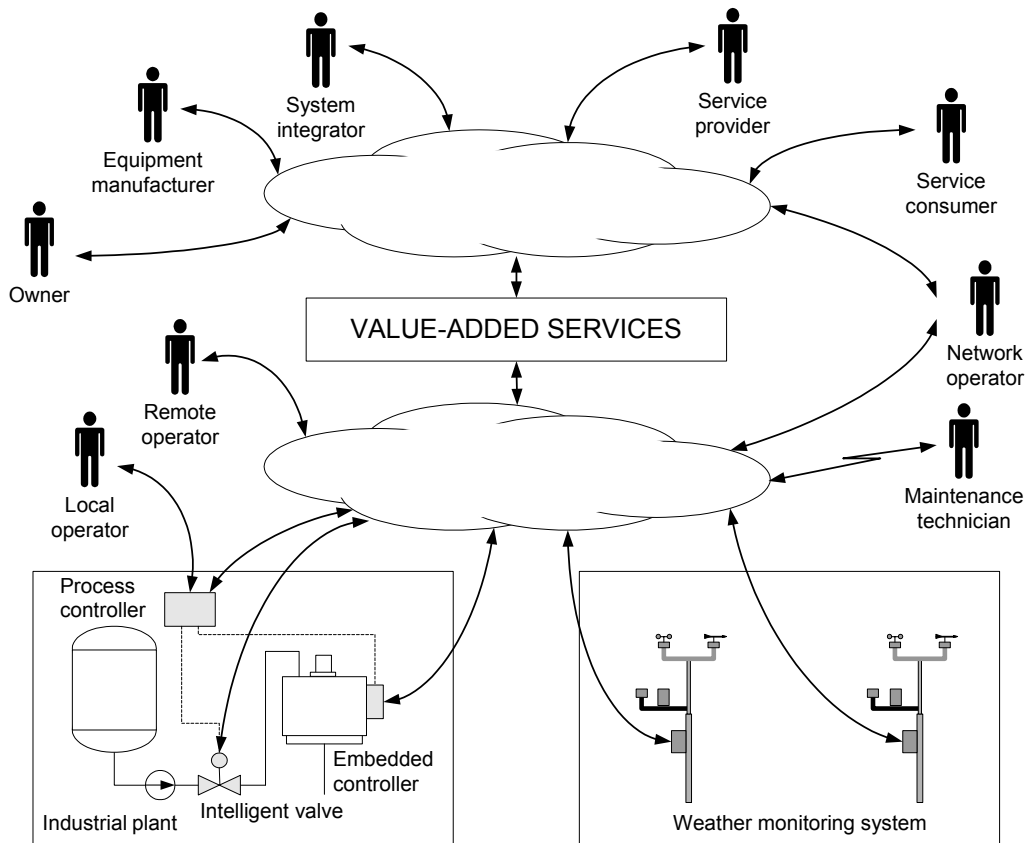 System
integrator
Service
provider
Equipment
manufacturer
Service
consumer
Owner
VALUE-ADDED SERVICES
Network
operator
Remote
operator
Local
operator
Maintenance
technician
Process
controller
Embedded
controller
Intelligent valve
Industrial plant
Weather monitoring system